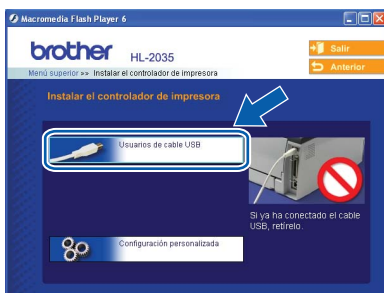 Macromedia Flash Player 6
brother
HL-2035
Salir
Anterior
Menú superior >> Instalar el controlador de impresora
Instalar el controlador de impresora
Usuarios de cable USB
Si ya ha conectado el cable
USB, retírelo.
Configuración personalizada